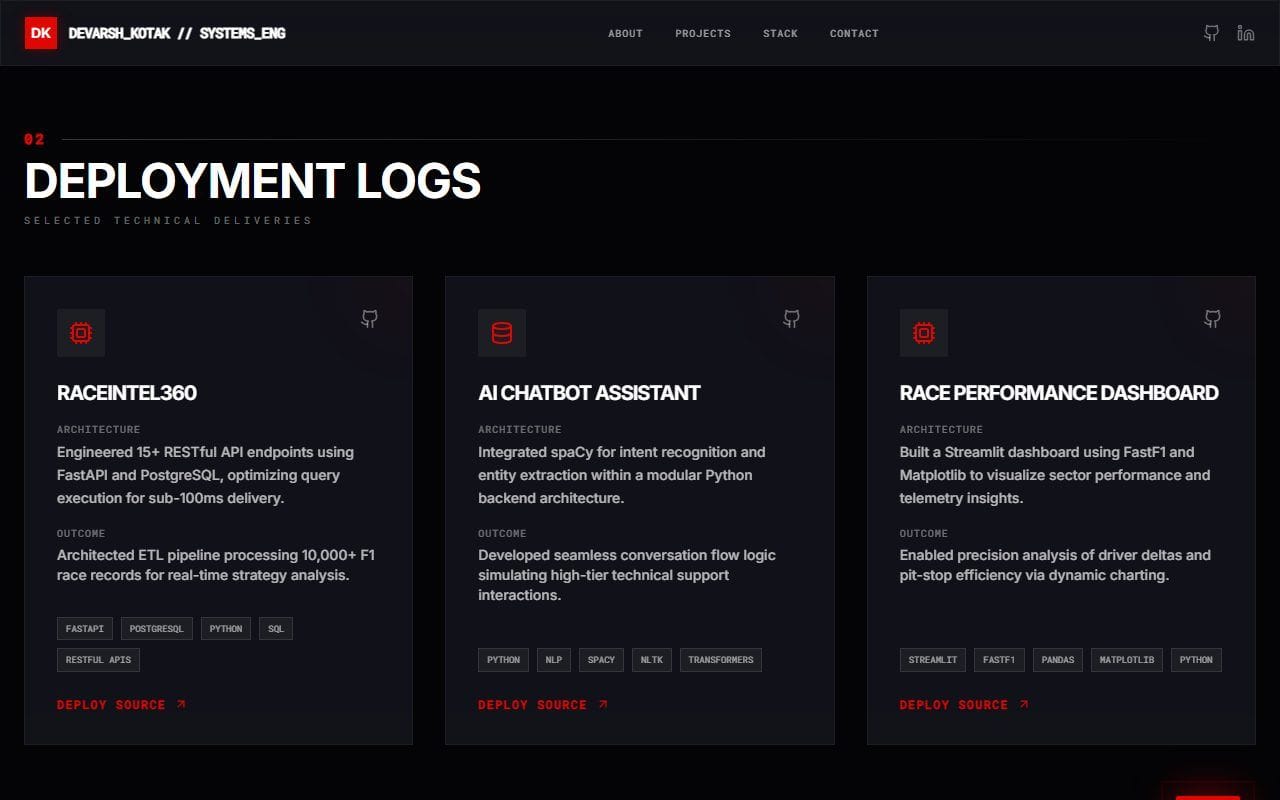 DK DEVARSH_KOTAK // SYSTEMS_ENG ABOUT PROJECTS STACK CONTACT
02
DEPLOYMENT LOGS
SELECTED TECHNICAL DELIVERIES
RACEINTEL360
ARCHITECTURE
Engineered 15+ RESTful API endpoints using
FastAPI and PostgreSQL, optimizing query
execution for sub-100ms delivery.
OUTCOME
Architected ETL pipeline processing 10,000+ F1
race records for real-time strategy analysis.
FASTAPI POSTGRESQL PYTHON SQL
RESTFUL APIS
DEPLOY SOURCE
AI CHATBOT ASSISTANT
ARCHITECTURE
Integrated spaCy for intent recognition and
entity extraction within a modular Python
backend architecture.
OUTCOME
Developed seamless conversation flow logic
simulating high-tier technical support
interactions.
PYTHON NLP SPACY NLTK TRANSFORMERS
DEPLOY SOURCE
RACE PERFORMANCE DASHBOARD
ARCHITECTURE
Built a Streamlit dashboard using FastF1 and
Matplotlib to visualize sector performance and
telemetry insights.
OUTCOME
Enabled precision analysis of driver deltas and
pit-stop efficiency via dynamic charting.
STREAMLIT FASTF1 PANDAS MATPLOTLIB PYTHON
DEPLOY SOURCE